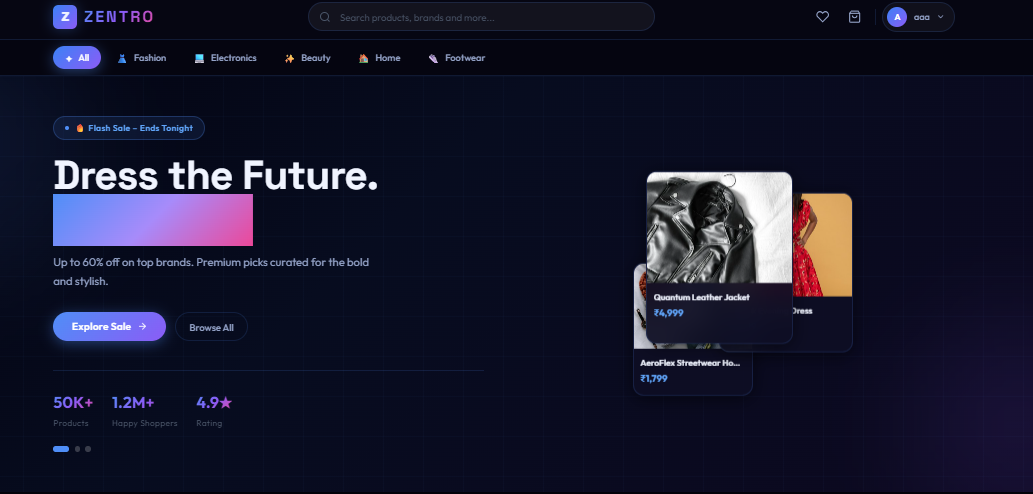 Z ZENTRO
Search products, brands and more...
A aaa
All
Fashion
Electronics
Beauty
Home
Footwear
Flash Sale – Ends Tonight
Dress the Future.
Up to 60% off on top brands. Premium picks curated for the bold
and stylish.
Explore Sale →
Browse All
50K+
Products
1.2M+
Happy Shoppers
4.9★
Rating
Quantum Leather Jacket
₹4,999
Dress
AeroFlex Streetwear Ho...
₹1,799